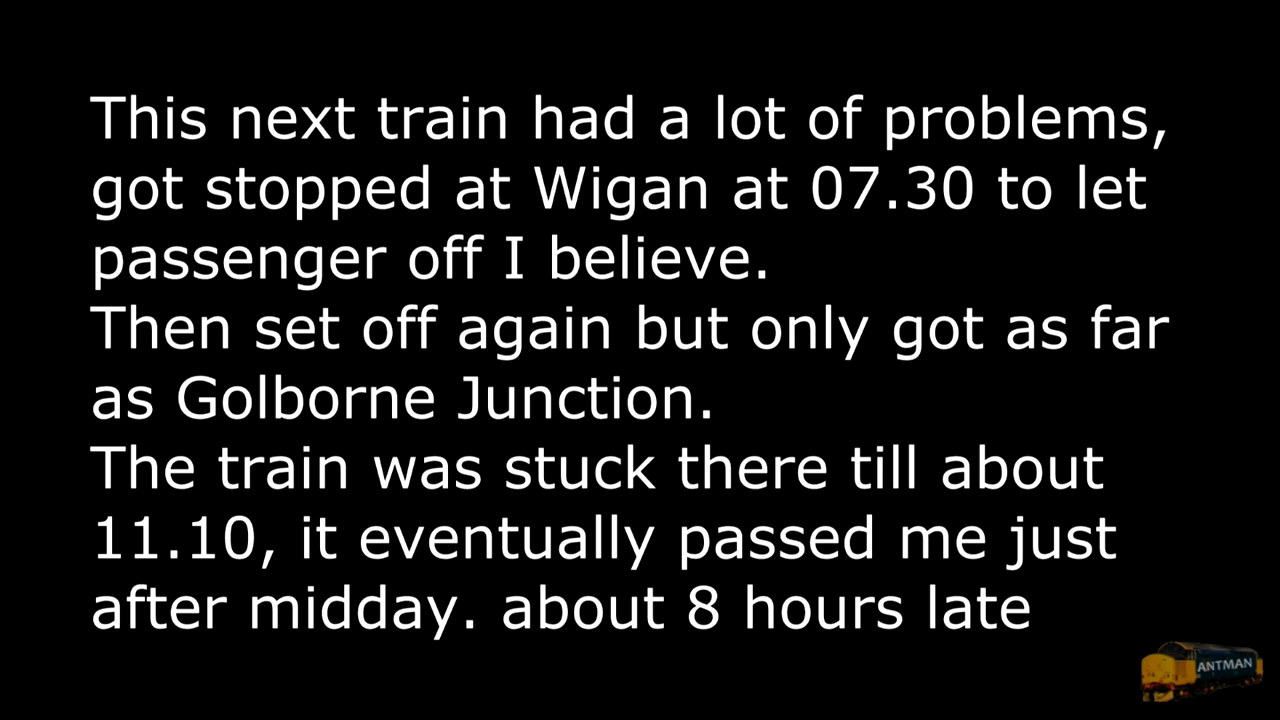 This next train had a lot of problems,
got stopped at Wigan at 07.30 to let
passenger off I believe.
Then set off again but only got as far
as Golborne Junction.
The train was stuck there till about
11.10, it eventually passed me just
after midday. about 8 hours late
ANTMAN